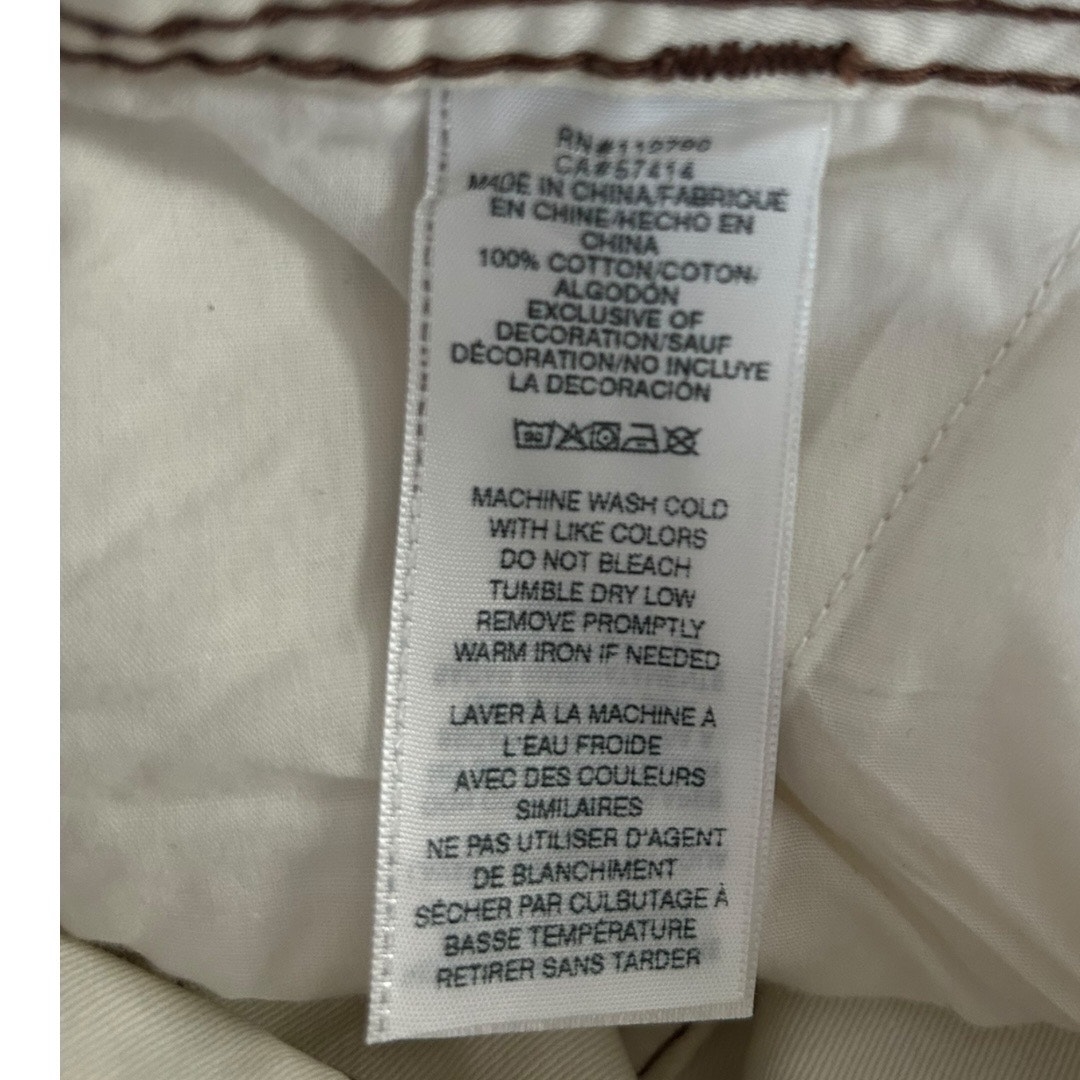 CA#57414
MADE IN CHINA/FABRIQUÉ
EN CHINE/HECHO EN
CHINA
100% COTTON/COTON/
ALGODÓN
EXCLUSIVE OF
DECORATION/SAUF
DÉCORATION/NO INCLUYE
LA DECORACIÓN
MACHINE WASH COLD
WITH LIKE COLORS
DO NOT BLEACH
TUMBLE DRY LOW
REMOVE PROMPTLY
WARM IRON IF NEEDED
LAVER À LA MACHINE A
L'EAU FROIDE
AVEC DES COULEURS
SIMILAIRES
NE PAS UTILISER D'AGENT
DE BLANCHIMENT
SÉCHER PAR CULBUTAGE À
BASSE TEMPÉRATURE
RETIRER SANS TARDER